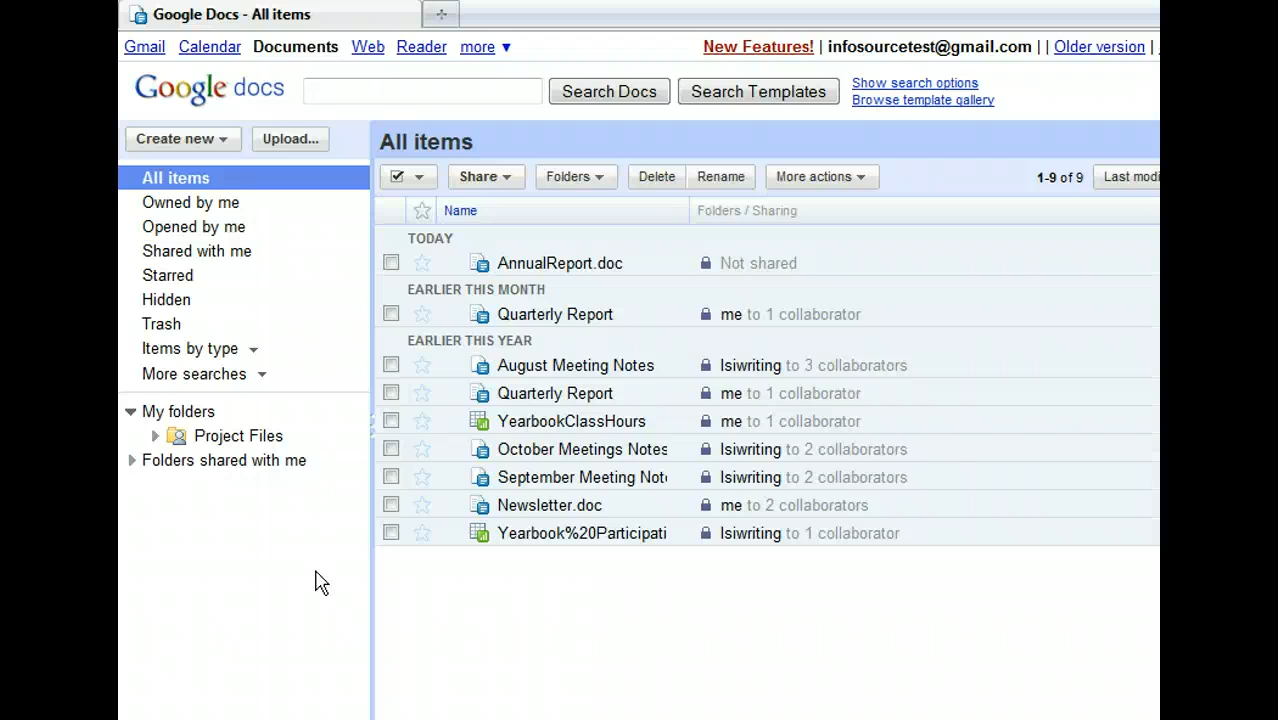 Google Docs - All items
Gmail Calendar Documents Web Reader more ▼ New Features! | infosourcetest@gmail.com | | Older version |
Google docs Search Docs Search Templates Show search options
Browse template gallery
Create new Upload... All items
All items Share Folders Delete Rename More actions 1-9 of 9 Last modi
Owned by me Name Folders / Sharing
Opened by me
Shared with me
Starred
Hidden
Trash
Items by type
More searches
My folders
Project Files
Folders shared with me
TODAY
AnnualReport.doc Not shared
EARLIER THIS MONTH
Quarterly Report me to 1 collaborator
EARLIER THIS YEAR
August Meeting Notes lsiwriting to 3 collaborators
Quarterly Report me to 1 collaborator
YearbookClassHours me to 1 collaborator
October Meetings Notes lsiwriting to 2 collaborators
September Meeting Not lsiwriting to 2 collaborators
Newsletter.doc me to 2 collaborators
Yearbook%20Participati lsiwriting to 1 collaborator